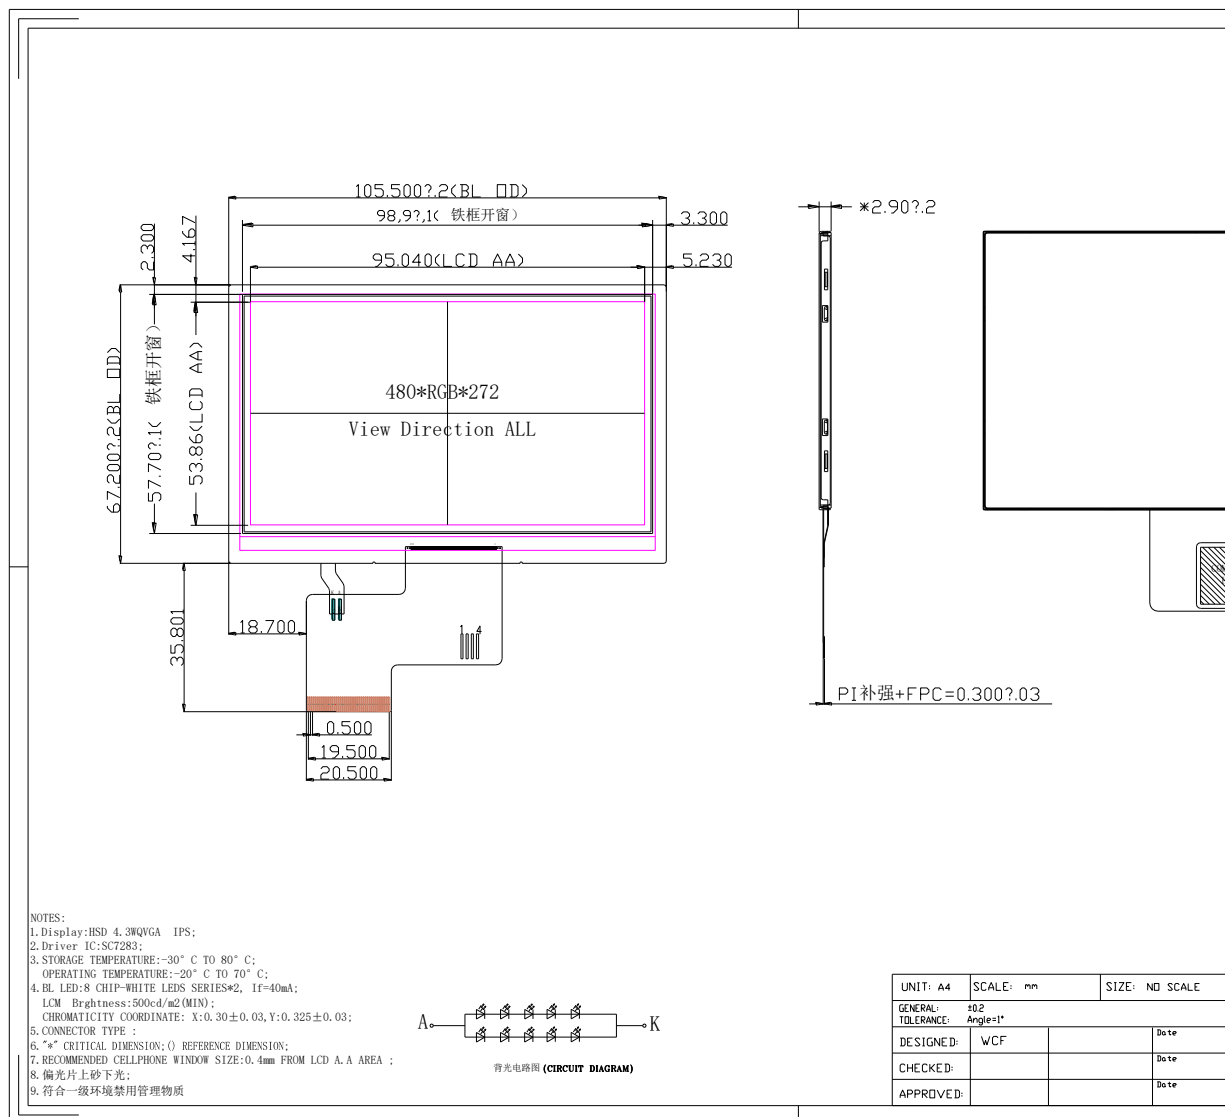 105.500?.2(BL 口D)
98,9?,1( 铁框开窗)
3.300
95.040(LCD AA)
5.230
2.300
4.167
67.200?.2(BL 口D)
57.70?.1( 铁框开窗)
53.86(LCD AA)
480*RGB*272
View Direction ALL
*2.90?.2
35.801
18.700
1 4
0.500
19.500
20.500
PI补强+FPC=0.300?.03
NOTES:
1.Display:HSD 4.3WQVGA IPS;
2.Driver IC:SC7283;
3.STORAGE TEMPERATURE:-30° C TO 80° C;
OPERATING TEMPERATURE:-20° C TO 70° C;
4.BL LED:8 CHIP-WHITE LEDS SERIES*2, If=40mA;
LCM Brghtness:500cd/m2(MIN);
CHROMATICITY COORDINATE: X:0.30±0.03,Y:0.325±0.03;
5.CONNECTOR TYPE :
6."*" CRITICAL DIMENSION;() REFERENCE DIMENSION;
7.RECOMMENDED CELLPHONE WINDOW SIZE:0.4mm FROM LCD A.A AREA ;
8.偏光片上砂下光;
9.符合一级环境禁用管理物质
A K
背光电路图 (CIRCUIT DIAGRAM)
UNIT: A4 SCALE: mm SIZE: NO SCALE
GENERAL: ±0.2
TOLERANCE: Angle=1°
DESIGNED: WCF Date
CHECKED: Date
APPROVED: Date